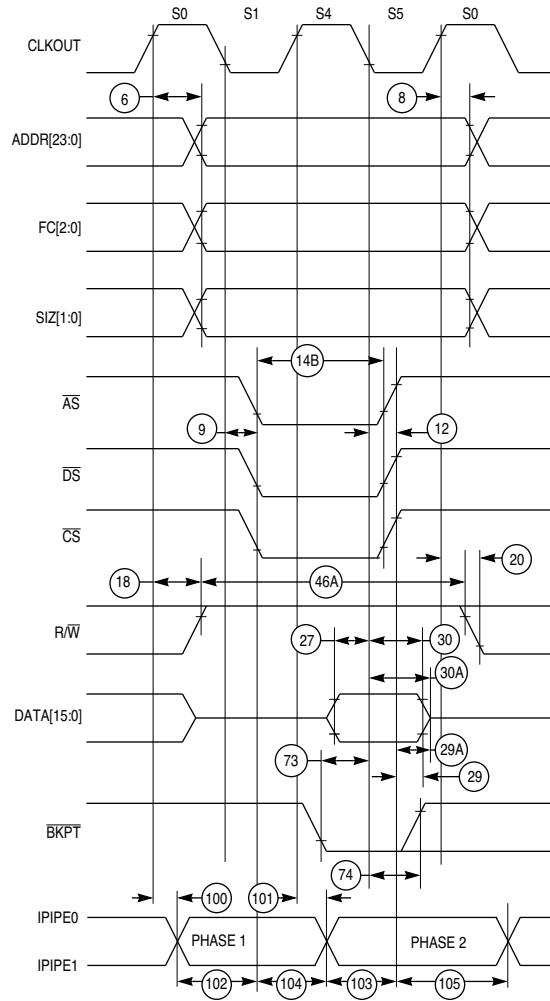 S0 S1 S4 S5 S0
CLKOUT
6 8
ADDR[23:0]
FC[2:0]
SIZ[1:0]
14B
AS
9 12
DS
CS
20
18 46A
R/W
27 30
30A
DATA[15:0]
29A
73 29
BKPT
74
100 101
IPIPE0
PHASE 1 PHASE 2
IPIPE1
102 104 103 105